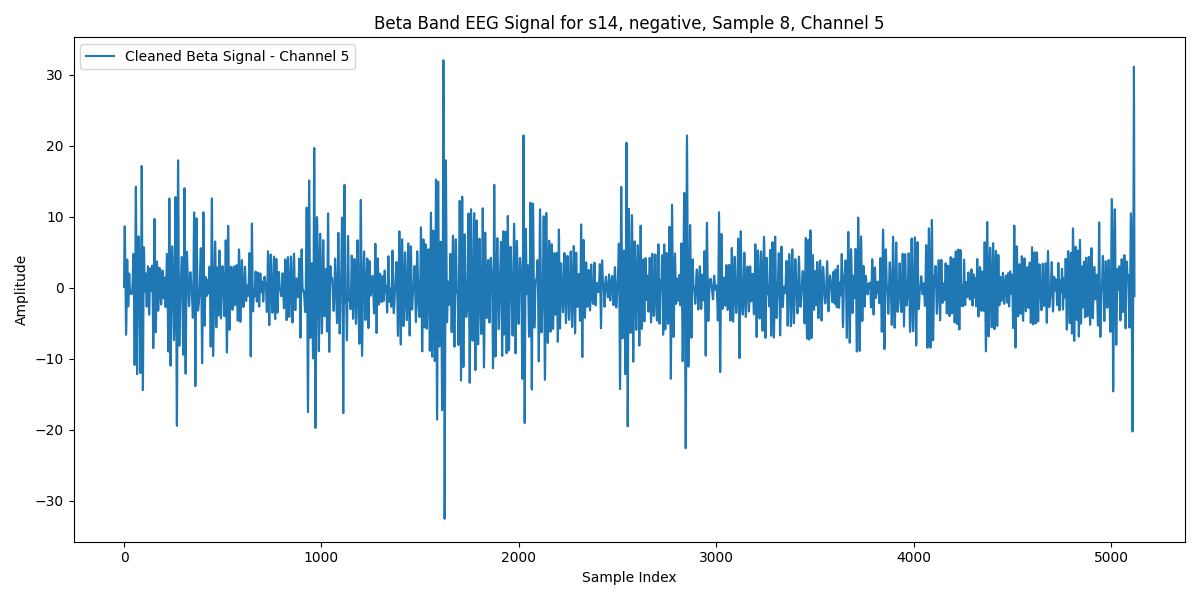 Beta Band EEG Signal for s14, negative, Sample 8, Channel 5
Cleaned Beta Signal - Channel 5
Amplitude
30
20
10
0
−10
−20
−30
0 1000 2000 3000 4000 5000
Sample Index